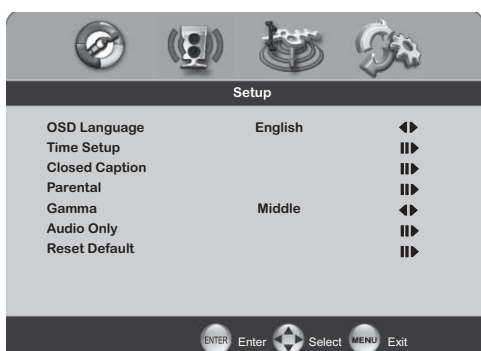 Setup
OSD Language English
Time Setup
Closed Caption
Parental
Gamma Middle
Audio Only
Reset Default
ENTER Enter Select MENU Exit